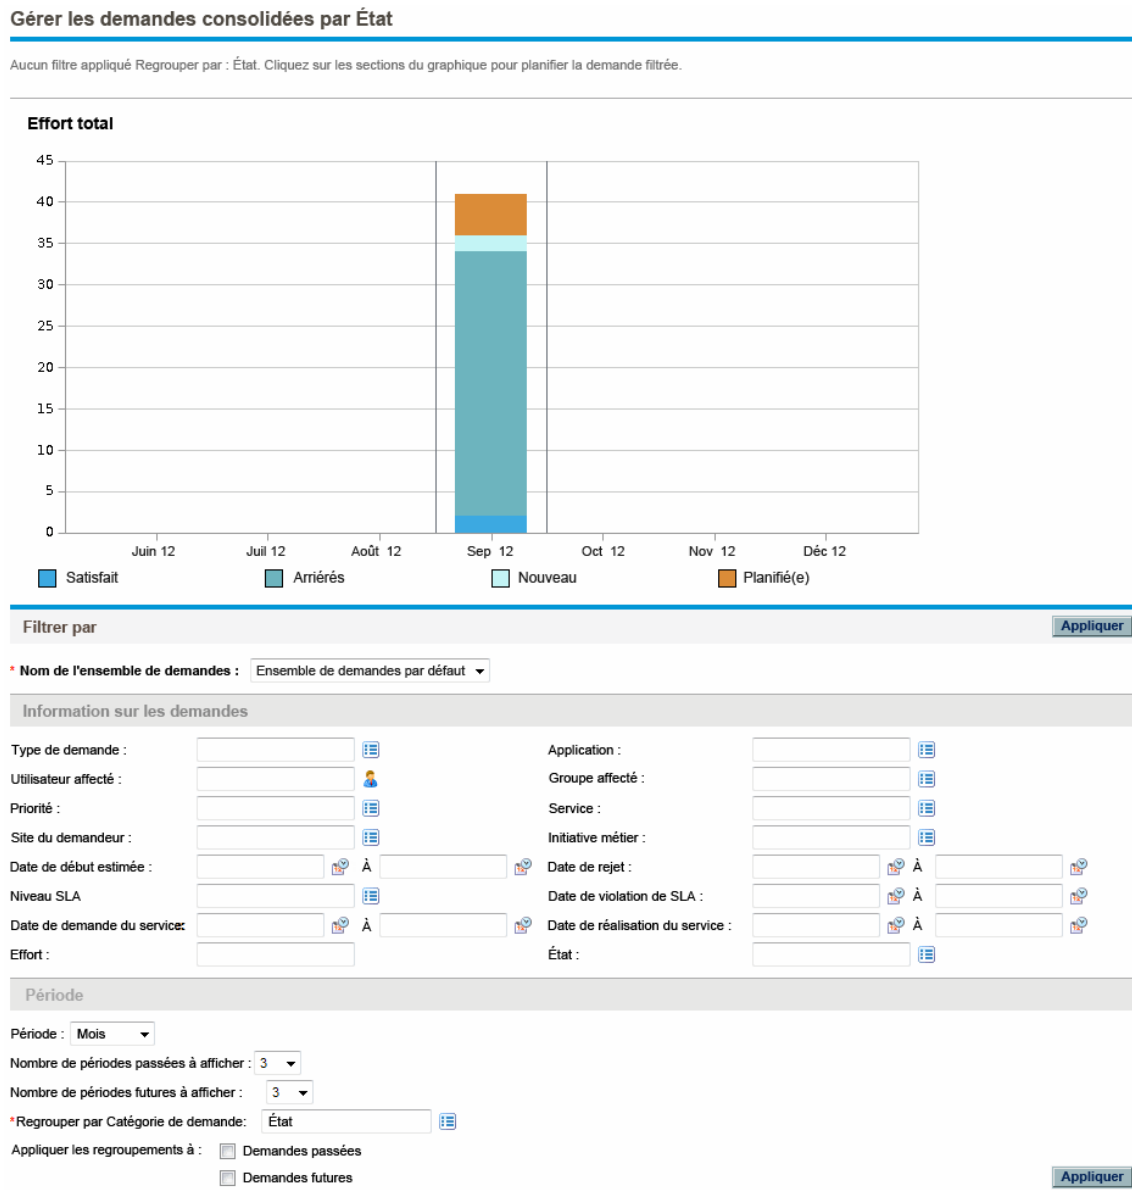 Gérer les demandes consolidées par État
Aucun filtre appliqué Regrouper par : État. Cliquez sur les sections du graphique pour planifier la demande filtrée.
Effort total
45
40
35
30
25
20
15
10
5
0
Juin 12 Juil 12 Août 12 Sep 12 Oct 12 Nov 12 Déc 12
Satisfait Arriérés Nouveau Planifié(e)
Filtrer par Appliquer
* Nom de l'ensemble de demandes : Ensemble de demandes par défaut
Information sur les demandes
Type de demande : Application :
Utilisateur affecté : Groupe affecté :
Priorité : Service :
Site du demandeur : Initiative métier :
Date de début estimée : À Date de rejet : À
Niveau SLA Date de violation de SLA : À
Date de demande du service: À Date de réalisation du service : À
Effort : État :
Période
Période : Mois
Nombre de périodes passées à afficher : 3
Nombre de périodes futures à afficher : 3
*Regrouper par Catégorie de demande: État
Appliquer les regroupements à : Demandes passées
Demandes futures Appliquer